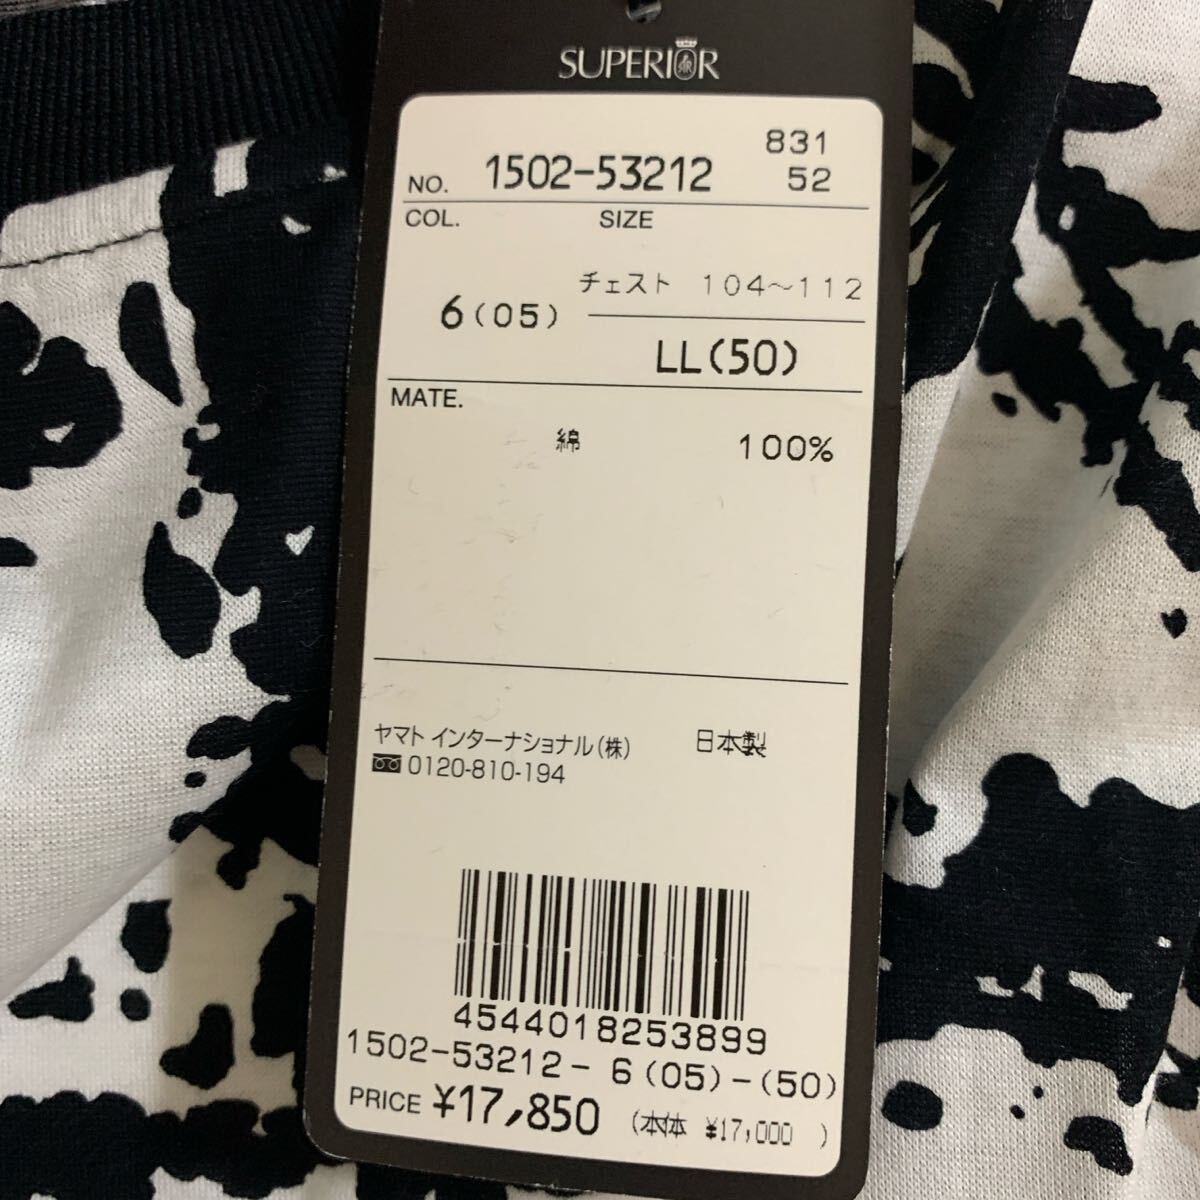 SUPERIOR
831
NO. 1502-53212 52
COL. SIZE
チェスト 104～112
6(05)
LL(50)
MATE.
綿 100%
ヤマト インターナショナル(株) 日本製
0120-810-194
4544018253899
1502-53212- 6(05)-(50)
PRICE ¥17,850 (本体 ¥17,000 )